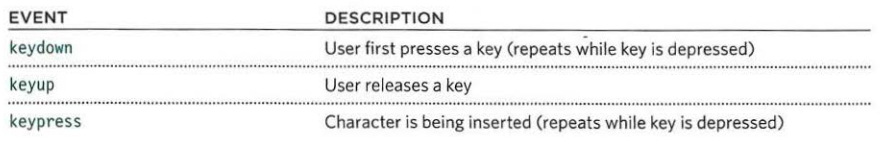 EVENT DESCRIPTION
keydown User first presses a key (repeats while key is depressed)
keyup User releases a key
keypress Character is being inserted (repeats while key is depressed)